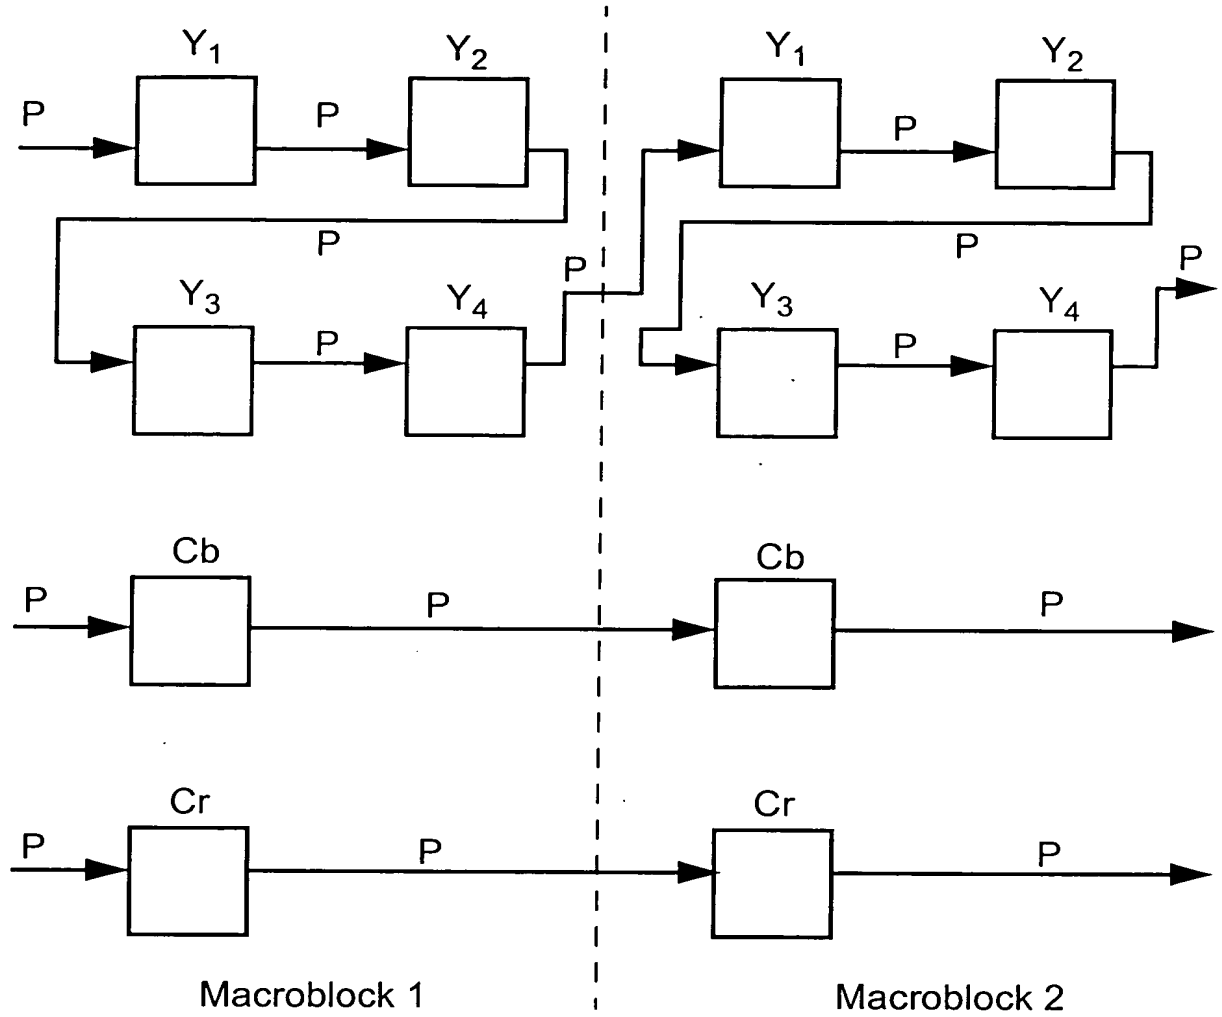 Y1 Y2 Y1 Y2
P P P
P P
P P
Y3 Y4 Y3 Y4
P P
Cb Cb
P P P
Cr Cr
P P P
Macroblock 1 Macroblock 2